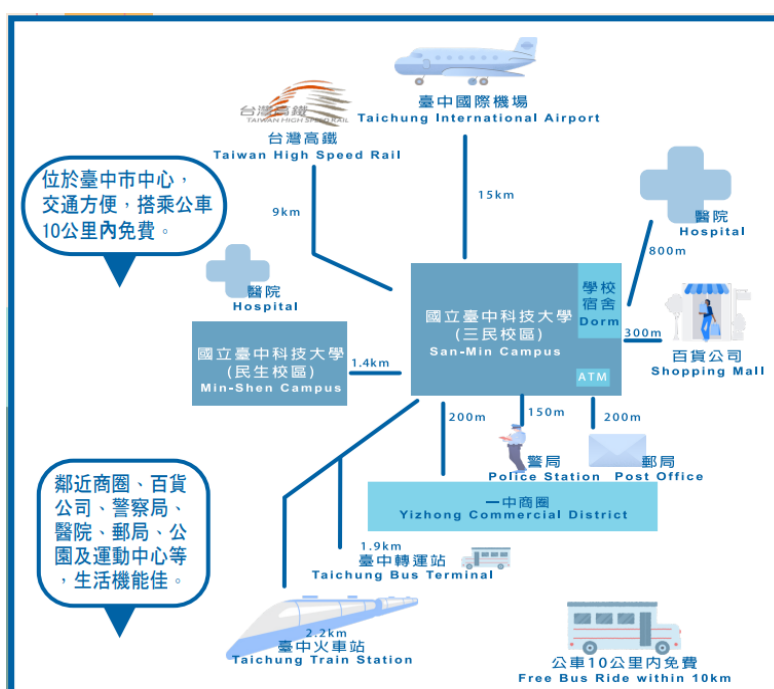 臺中國際機場
Taichung International Airport
台灣高鐵
TAIWAN HIGH SPEED RAIL
台灣高鐵
Taiwan High Speed Rail
位於臺中市中心，
交通方便，搭乘公車
10公里內免費。
9km
15km
醫院
Hospital
800m
醫院
Hospital
國立臺中科技大學
(三民校區)
San-Min Campus
學校
宿舍
Dorm
ATM
300m
百貨公司
Shopping Mall
國立臺中科技大學
(民生校區)
Min-Shen Campus
1.4km
200m
150m
200m
警局
Police Station
郵局
Post Office
一中商圈
Yizhong Commercial District
鄰近商圈、百貨
公司、警察局、
醫院、郵局、公
園及運動中心等
，生活機能佳。
1.9km
臺中轉運站
Taichung Bus Terminal
2.2km
臺中火車站
Taichung Train Station
公車10公里內免費
Free Bus Ride within 10km